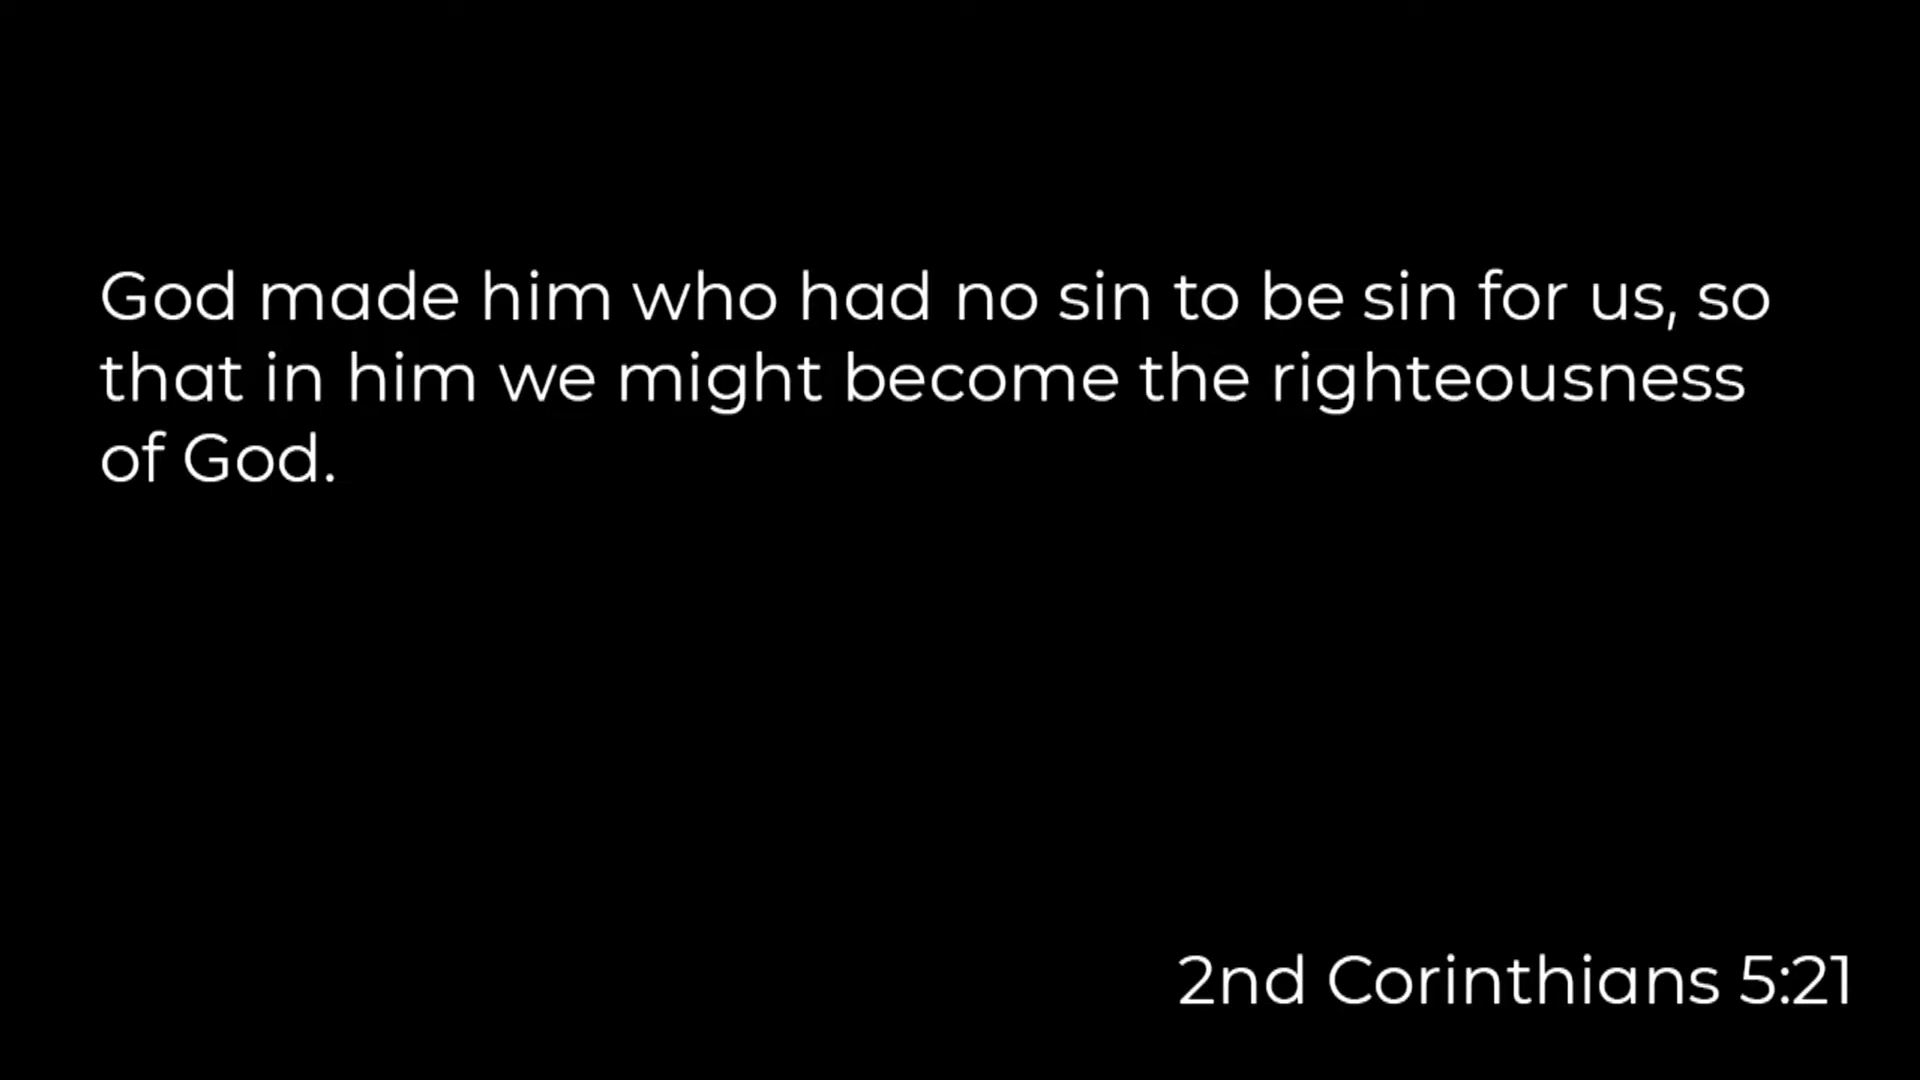 God made him who had no sin to be sin for us, so
that in him we might become the righteousness
of God.
2nd Corinthians 5:21